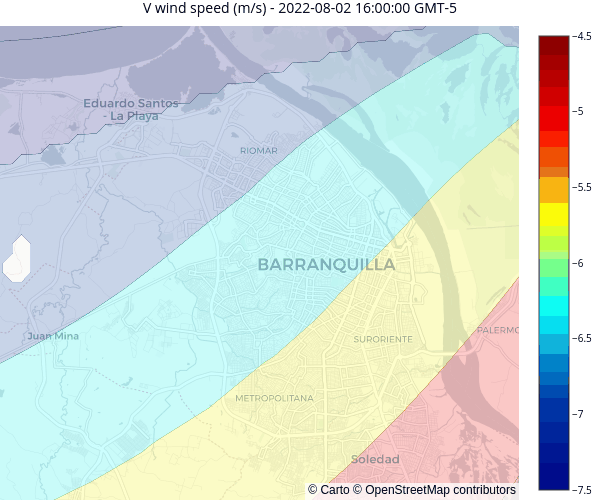 V wind speed (m/s) - 2022-08-02 16:00:00 GMT-5
−4.5
Eduardo Santos
- La Playa
−5
RIOMAR
−5.5
BARRANQUILLA
−6
Juan Mina
SURORIENTE
PALERMO
−6.5
METROPOLITANA
−7
Soledad
© Carto © OpenStreetMap contributors
−7.5